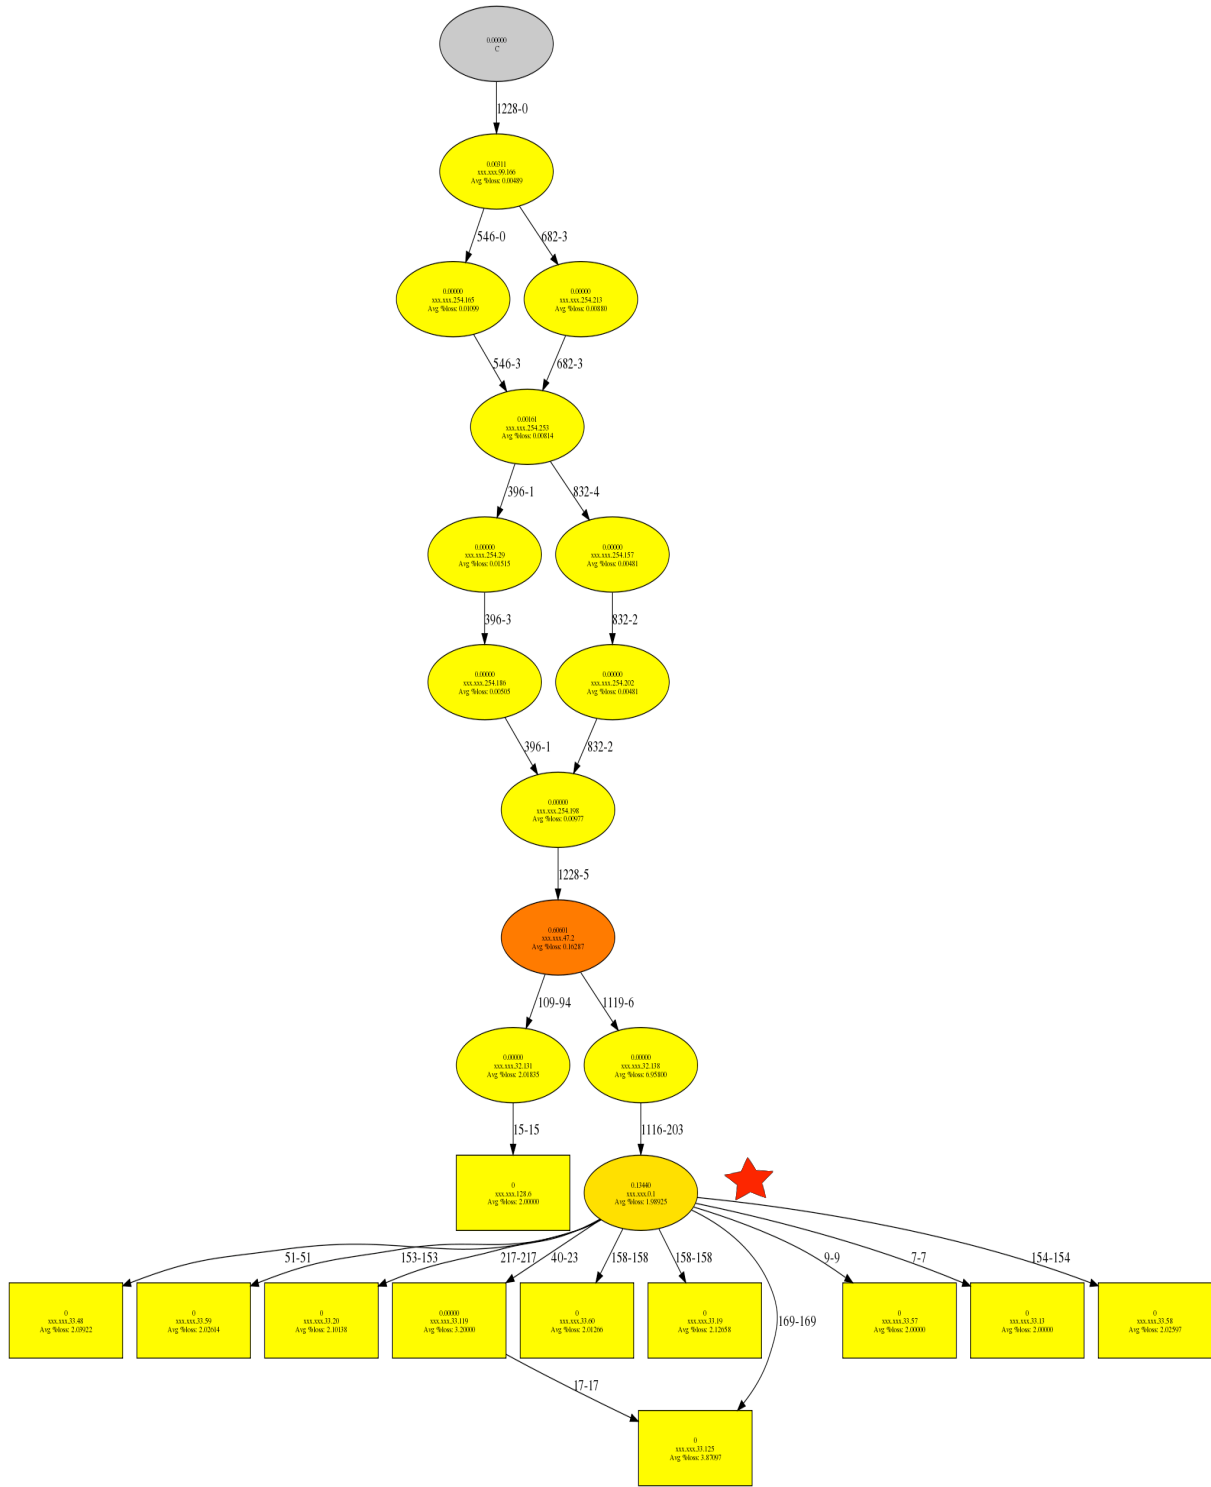 0.00000
C
1228-0
0.00311
xxx.xxx.99.166
Avg %loss: 0.00489
546-0
682-3
0.00000
xxx.xxx.254.165
Avg %loss: 0.01099
0.00000
xxx.xxx.254.213
Avg %loss: 0.00880
546-3
682-3
0.00161
xxx.xxx.254.253
Avg %loss: 0.00814
396-1
832-4
0.00000
xxx.xxx.254.29
Avg %loss: 0.01515
0.00000
xxx.xxx.254.157
Avg %loss: 0.00481
396-3
832-2
0.00000
xxx.xxx.254.186
Avg %loss: 0.00505
0.00000
xxx.xxx.254.202
Avg %loss: 0.00481
396-1
832-2
0.00000
xxx.xxx.254.198
Avg %loss: 0.00977
1228-5
0.60601
xxx.xxx.47.2
Avg %loss: 0.16287
109-94
1119-6
0.00000
xxx.xxx.32.131
Avg %loss: 2.01835
0.00000
xxx.xxx.32.138
Avg %loss: 6.95800
15-15
1116-203
0
xxx.xxx.128.6
Avg %loss: 2.00000
0.13440
xxx.xxx.0.1
Avg %loss: 1.98925
51-51
153-153
217-217
40-23
158-158
158-158
9-9
7-7
154-154
0
xxx.xxx.33.48
Avg %loss: 2.03922
0
xxx.xxx.33.59
Avg %loss: 2.02614
0
xxx.xxx.33.20
Avg %loss: 2.10138
0.00000
xxx.xxx.33.119
Avg %loss: 3.20000
0
xxx.xxx.33.60
Avg %loss: 2.01266
0
xxx.xxx.33.19
Avg %loss: 2.12658
169-169
0
xxx.xxx.33.57
Avg %loss: 2.00000
0
xxx.xxx.33.13
Avg %loss: 2.00000
0
xxx.xxx.33.58
Avg %loss: 2.02597
17-17
0
xxx.xxx.33.125
Avg %loss: 3.87097